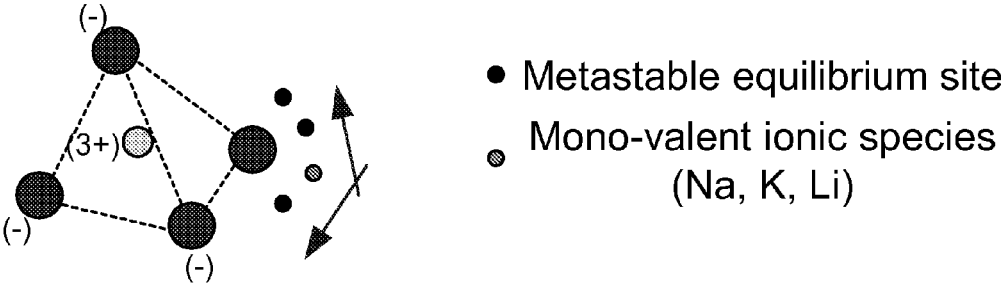 (-)
(3+)
(-)
(-)
Metastable equilibrium site
Mono-valent ionic species
(Na, K, Li)